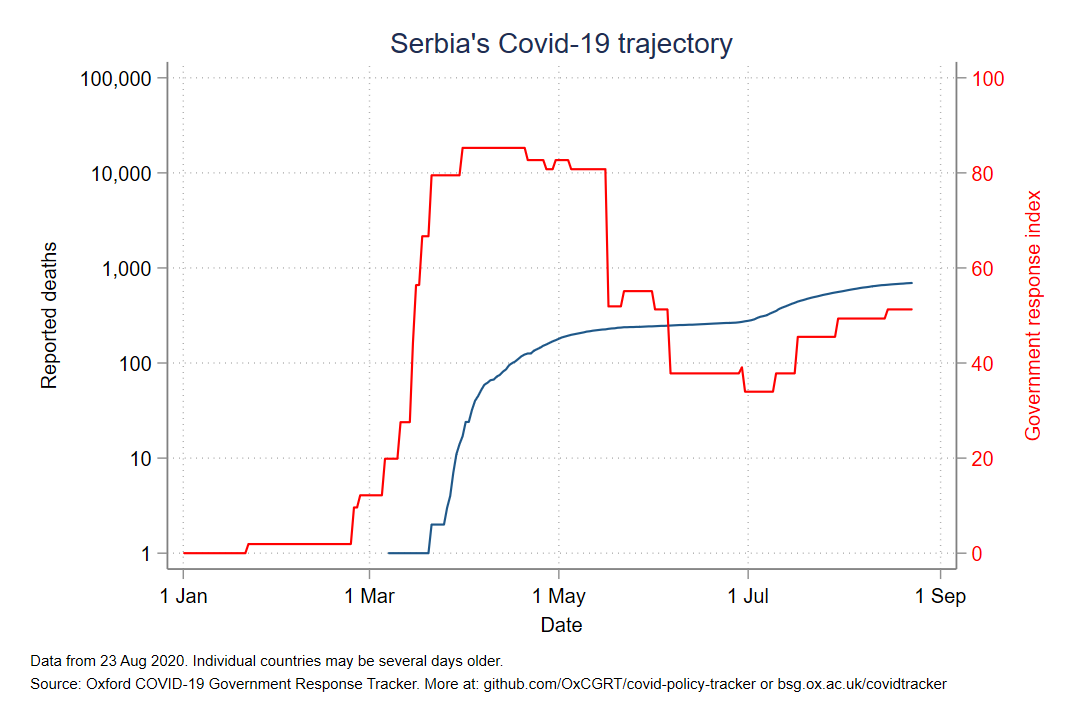 Serbia's Covid-19 trajectory
100,000
10,000
1,000
100
10
1
Reported deaths
100
80
60
40
20
0
Government response index
1 Jan
1 Mar
1 May
1 Jul
1 Sep
Date
Data from 23 Aug 2020. Individual countries may be several days older.
Source: Oxford COVID-19 Government Response Tracker. More at: github.com/OxCGRT/covid-policy-tracker or bsg.ox.ac.uk/covidtracker